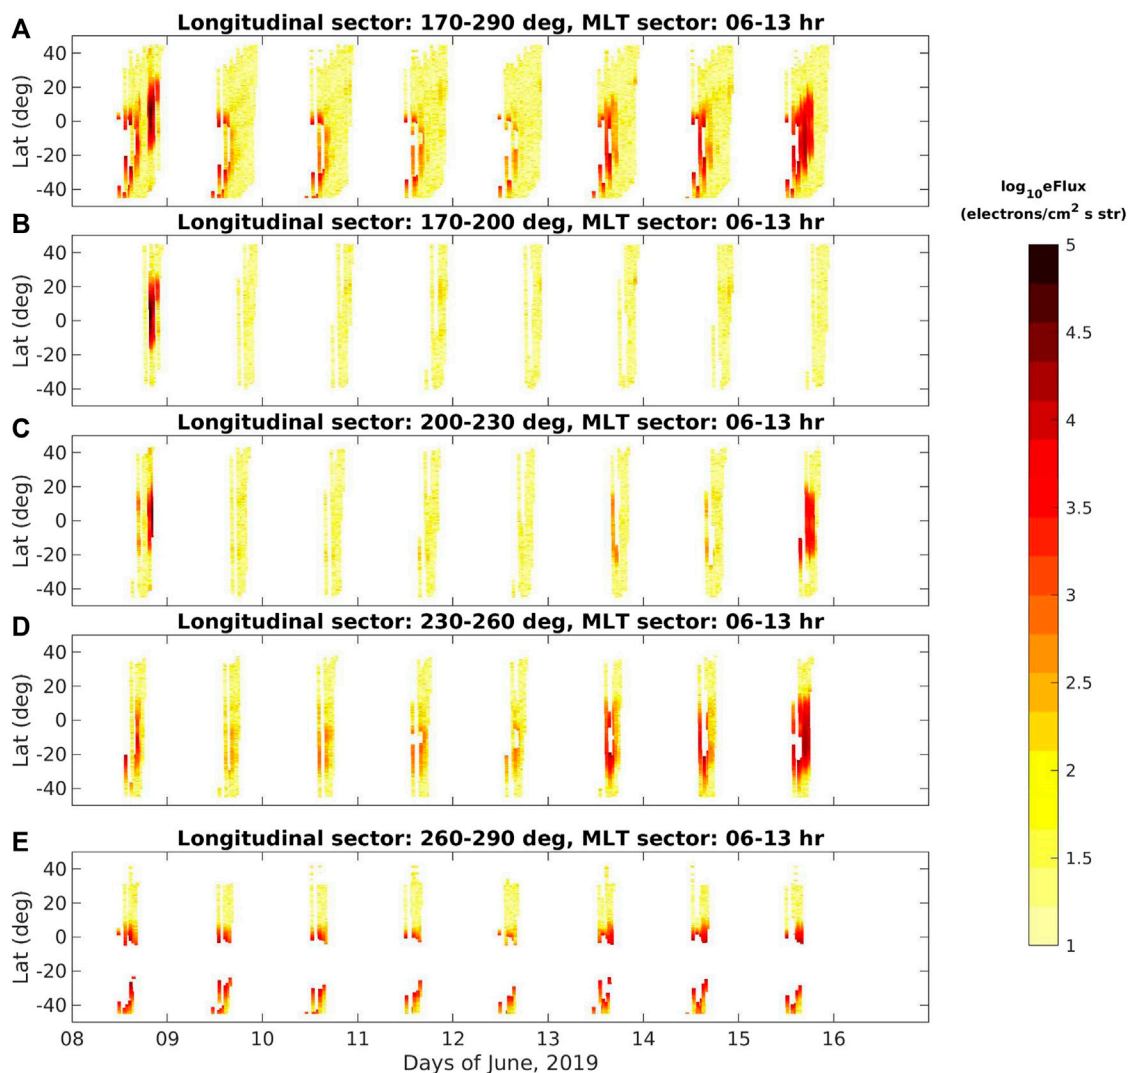 A
Longitudinal sector: 170-290 deg, MLT sector: 06-13 hr
Lat (deg)
40
20
0
-20
-40
B
Longitudinal sector: 170-200 deg, MLT sector: 06-13 hr
Lat (deg)
40
20
0
-20
-40
C
Longitudinal sector: 200-230 deg, MLT sector: 06-13 hr
Lat (deg)
40
20
0
-20
-40
D
Longitudinal sector: 230-260 deg, MLT sector: 06-13 hr
Lat (deg)
40
20
0
-20
-40
E
Longitudinal sector: 260-290 deg, MLT sector: 06-13 hr
Lat (deg)
40
20
0
-20
-40
08 09 10 11 12 13 14 15 16
Days of June, 2019
log₁₀eFlux
(electrons/cm² s str)
5
4.5
4
3.5
3
2.5
2
1.5
1